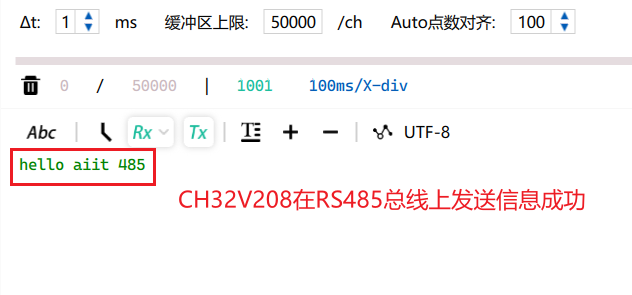 Δt: 1 ms 缓冲区上限: 50000 /ch Auto点数对齐: 100
0 / 50000 | 1001 100ms/X-div
Abc Rx Tx UTF-8
hello aiit 485
CH32V208在RS485总线上发送信息成功